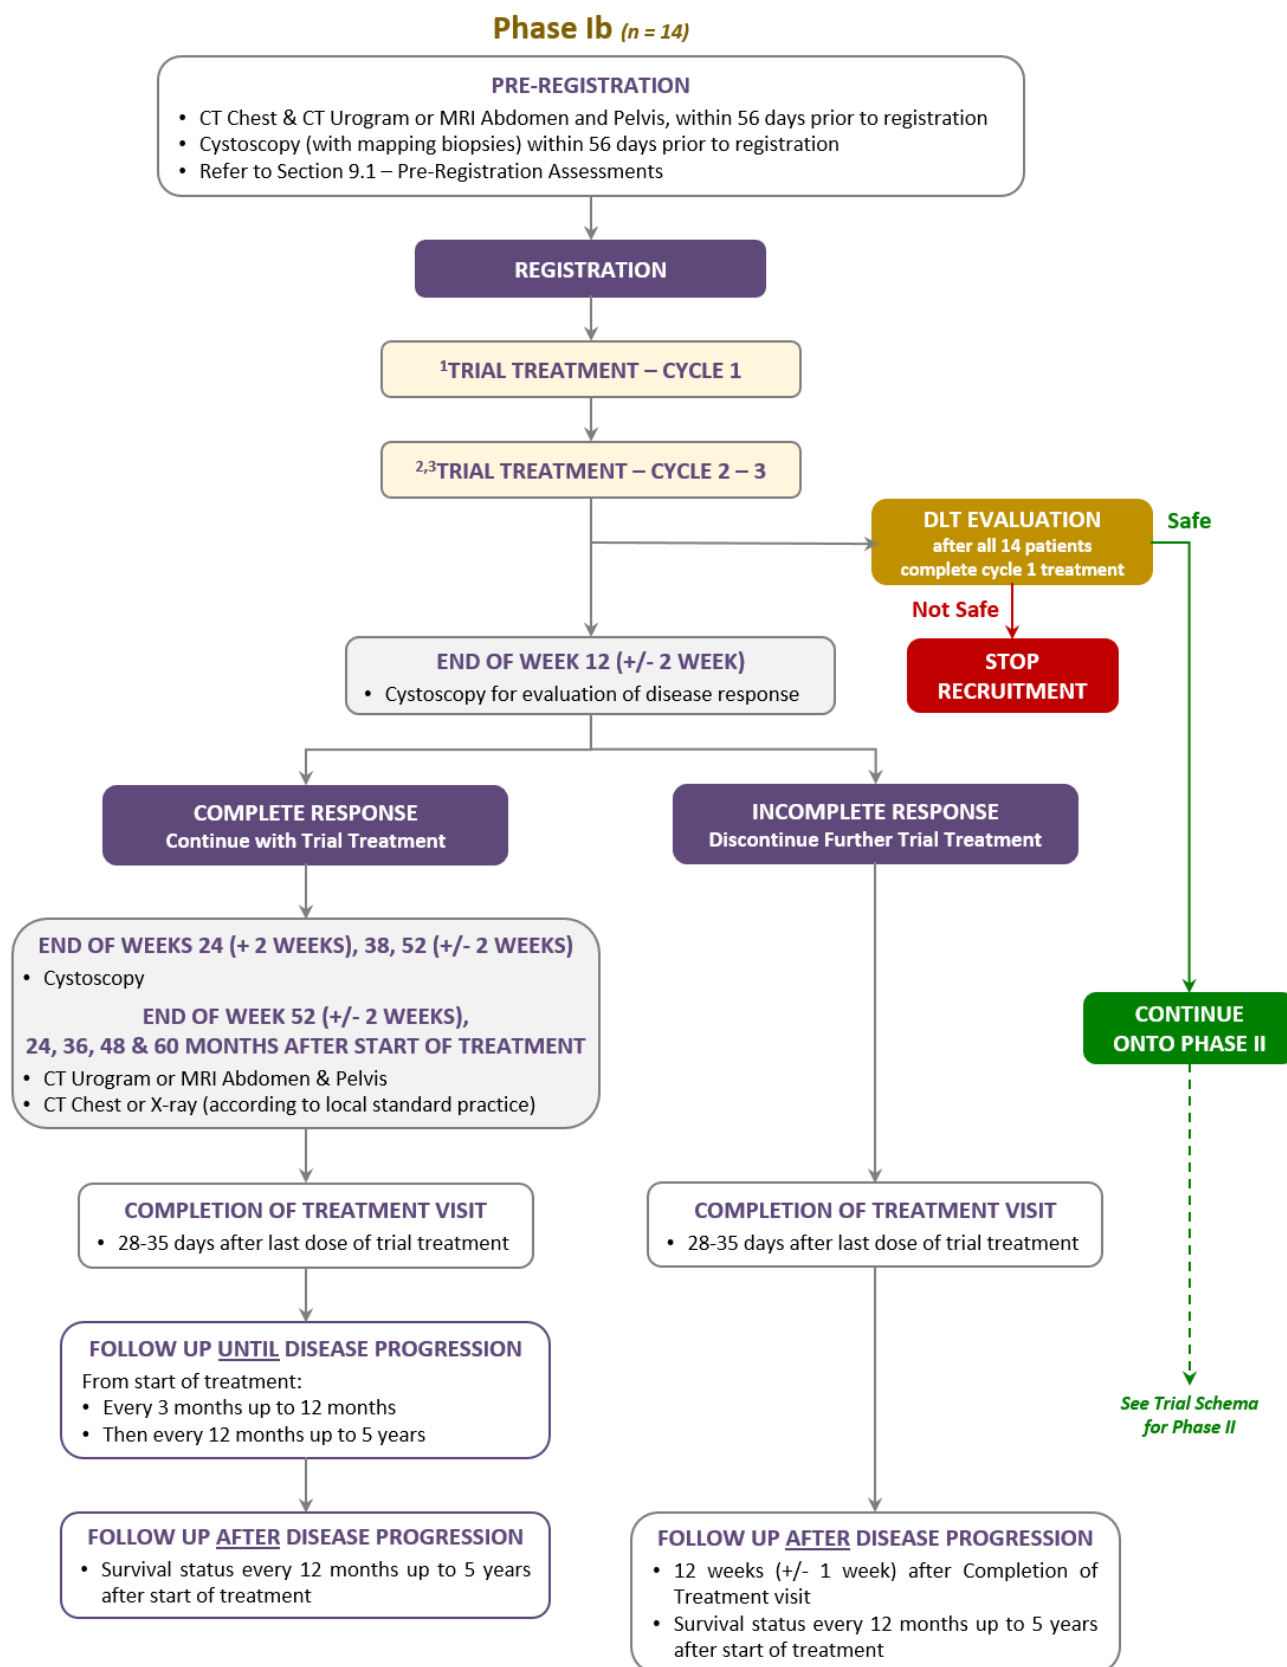 Phase Ib (n = 14)
PRE-REGISTRATION
• CT Chest & CT Urogram or MRI Abdomen and Pelvis, within 56 days prior to registration
• Cystoscopy (with mapping biopsies) within 56 days prior to registration
• Refer to Section 9.1 – Pre-Registration Assessments
REGISTRATION
¹TRIAL TREATMENT – CYCLE 1
²,³TRIAL TREATMENT – CYCLE 2 – 3
DLT EVALUATION
after all 14 patients
complete cycle 1 treatment
Safe
Not Safe
STOP
RECRUITMENT
END OF WEEK 12 (+/- 2 WEEK)
• Cystoscopy for evaluation of disease response
COMPLETE RESPONSE
Continue with Trial Treatment
INCOMPLETE RESPONSE
Discontinue Further Trial Treatment
END OF WEEKS 24 (+ 2 WEEKS), 38, 52 (+/- 2 WEEKS)
• Cystoscopy
END OF WEEK 52 (+/- 2 WEEKS),
24, 36, 48 & 60 MONTHS AFTER START OF TREATMENT
• CT Urogram or MRI Abdomen & Pelvis
• CT Chest or X-ray (according to local standard practice)
CONTINUE
ONTO PHASE II
COMPLETION OF TREATMENT VISIT
• 28-35 days after last dose of trial treatment
COMPLETION OF TREATMENT VISIT
• 28-35 days after last dose of trial treatment
FOLLOW UP UNTIL DISEASE PROGRESSION
From start of treatment:
• Every 3 months up to 12 months
• Then every 12 months up to 5 years
See Trial Schema
for Phase II
FOLLOW UP AFTER DISEASE PROGRESSION
• Survival status every 12 months up to 5 years
after start of treatment
FOLLOW UP AFTER DISEASE PROGRESSION
• 12 weeks (+/- 1 week) after Completion of
Treatment visit
• Survival status every 12 months up to 5 years
after start of treatment